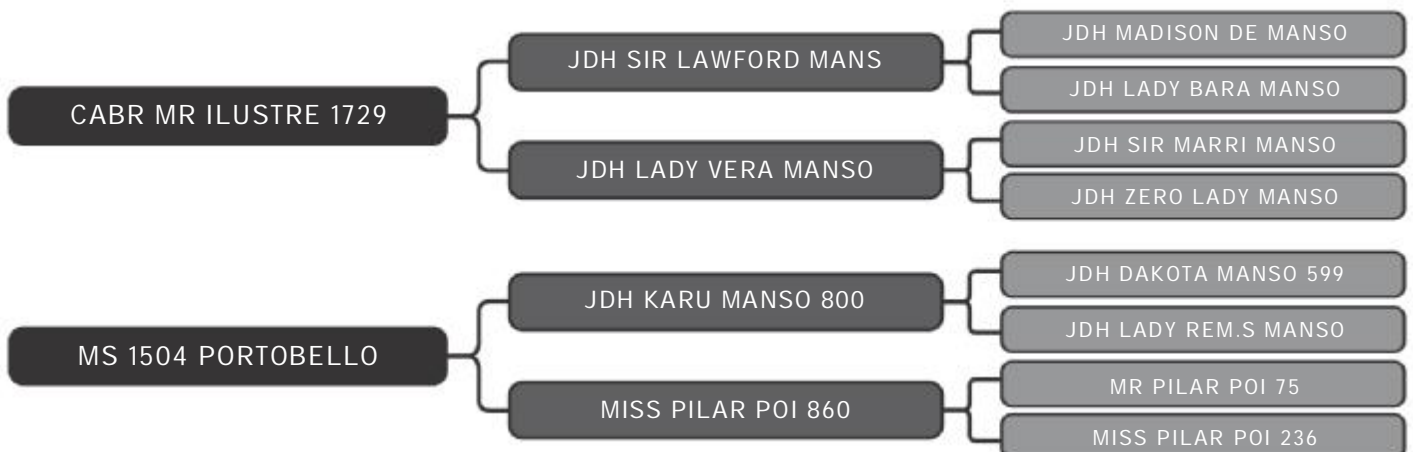 CABR MR ILUSTRE 1729
JDH SIR LAWFORD MANS
JDH MADISON DE MANSO
JDH LADY BARA MANSO
JDH LADY VERA MANSO
JDH SIR MARRI MANSO
JDH ZERO LADY MANSO
MS 1504 PORTOBELLO
JDH KARU MANSO 800
JDH DAKOTA MANSO 599
JDH LADY REM.S MANSO
MISS PILAR POI 860
MR PILAR POI 75
MISS PILAR POI 236